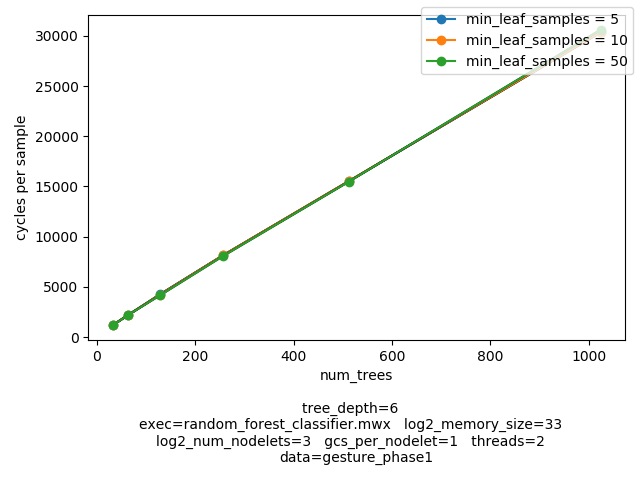 min_leaf_samples = 5
min_leaf_samples = 10
min_leaf_samples = 50
cycles per sample
30000
25000
20000
15000
10000
5000
0
0 200 400 600 800 1000
num_trees
tree_depth=6
exec=random_forest_classifier.mwx log2_memory_size=33
log2_num_nodelets=3 gcs_per_nodelet=1 threads=2
data=gesture_phase1